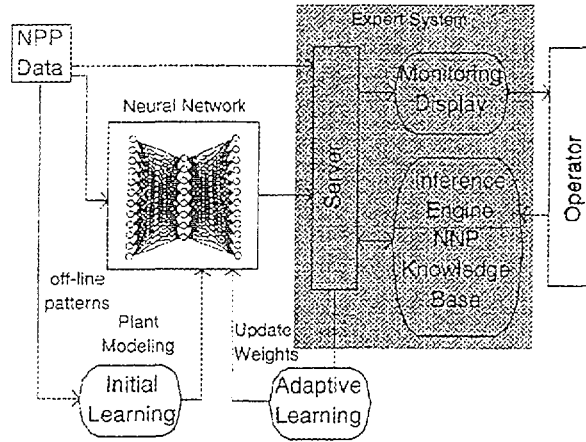 Expert System
NPP
Data
Neural Network
Monitoring
Display
Server
Inference
Engine
NNP
Knowledge
Base
Operator
off-line
patterns
Plant
Modeling
Update
Weights
Initial
Learning
Adaptive
Learning